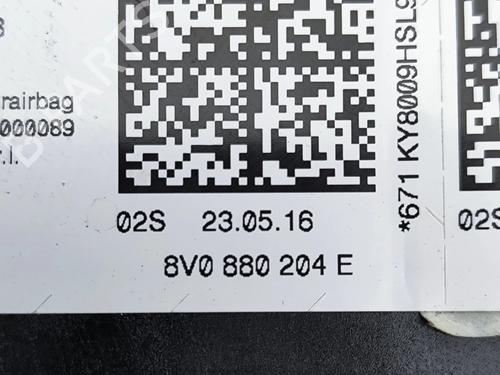 rairbag
000089
r.l.
02S 23.05.16
8V0 880 204 E
*671 KY8009HSL9
02S